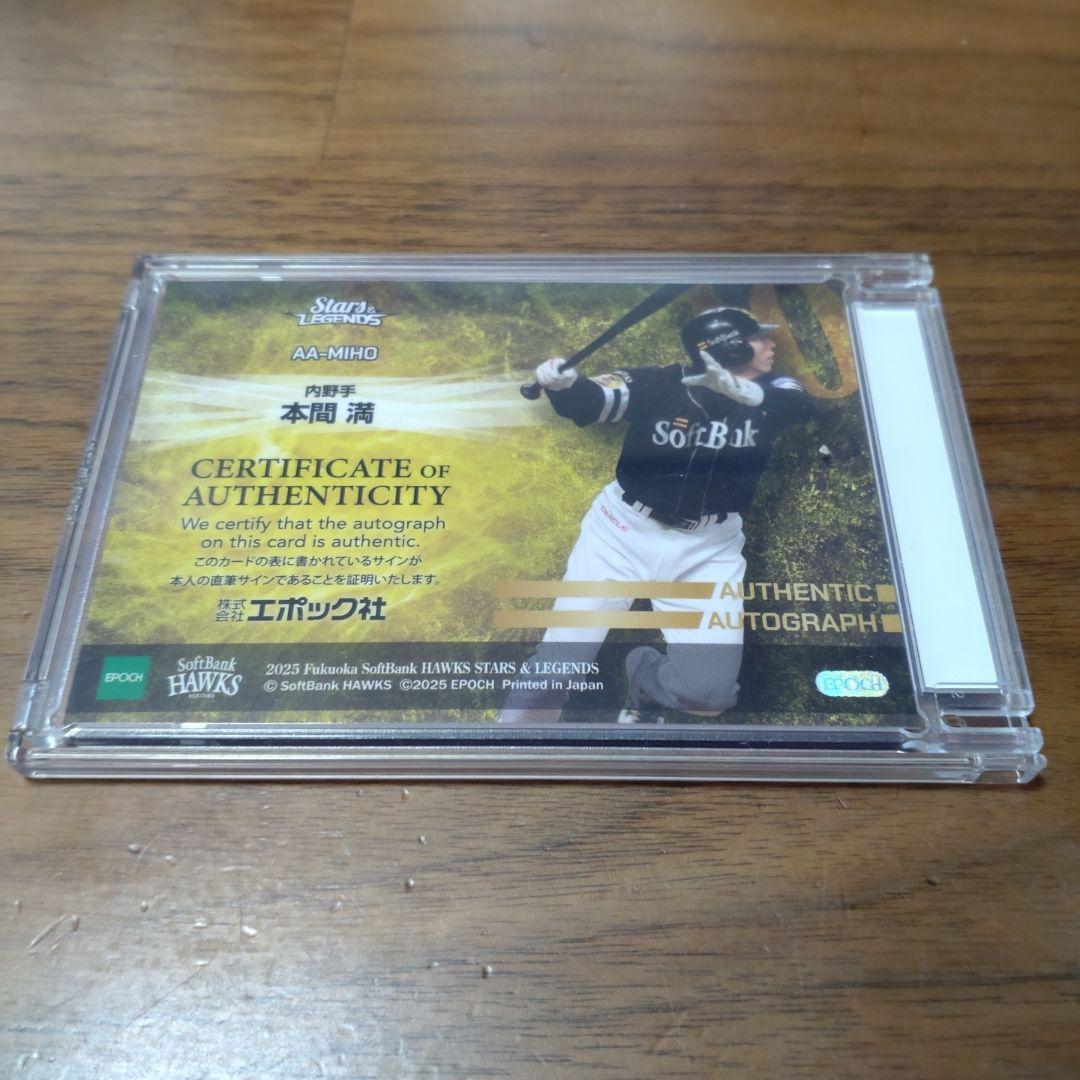 Stars &
LEGENDS
AA-MIHO
内野手
本間 満
CERTIFICATE OF
AUTHENTICITY
We certify that the autograph
on this card is authentic.
このカードの表に書かれているサインが
本人の直筆サインであることを証明いたします。
株式会社エポック社
SoftBank
SoftBank
ORACLE
AUTHENTIC
AUTOGRAPH
EPOCH
SoftBank
HAWKS
2025 Fukuoka SoftBank HAWKS STARS & LEGENDS
© SoftBank HAWKS ©2025 EPOCH Printed in Japan
EPOCH